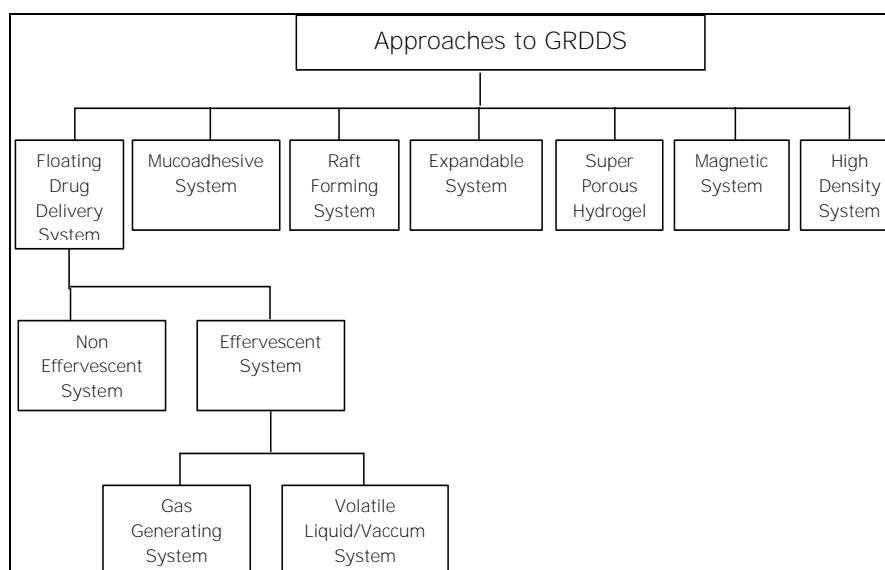 Approaches to GRDDS
Floating
Drug
Delivery
System
Mucoadhesive
System
Raft
Forming
System
Expandable
System
Super
Porous
Hydrogel
Magnetic
System
High
Density
System
Non
Effervescent
System
Effervescent
System
Gas
Generating
System
Volatile
Liquid/Vaccum
System